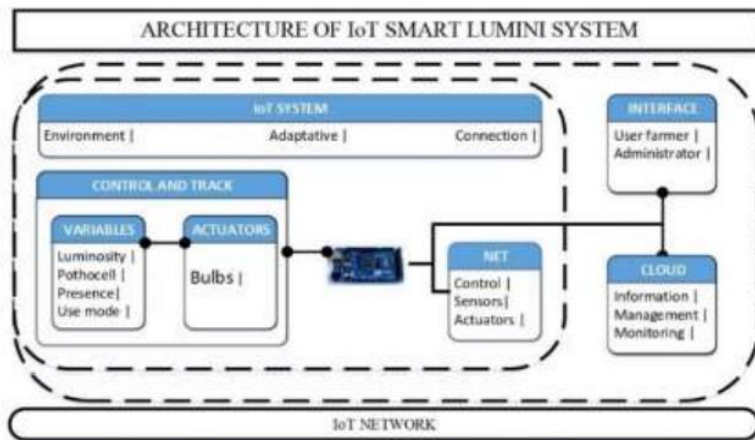 ARCHITECTURE OF IoT SMART LUMINI SYSTEM
IoT SYSTEM
Environment | Adaptative | Connection |
INTERFACE
User farmer |
Administrator |
CONTROL AND TRACK
VARIABLES
Luminosity |
Pothocell |
Presence|
Use mode |
ACTUATORS
Bulbs |
NET
Control |
Sensors|
Actuators |
CLOUD
Information |
Management |
Monitoring |
IoT NETWORK